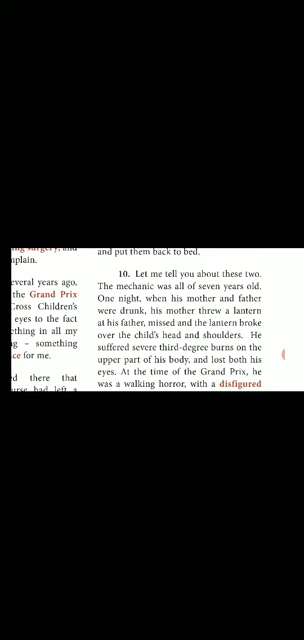 ng surgery, and
mplain.
everal years ago,
the Grand Prix
Cross Children's
eyes to the fact
ething in all my
g – something
ce for me.
ed there that
urse had left a
and put them back to bed.
10. Let me tell you about these two.
The mechanic was all of seven years old.
One night, when his mother and father
were drunk, his mother threw a lantern
at his father, missed and the lantern broke
over the child's head and shoulders. He
suffered severe third-degree burns on the
upper part of his body, and lost both his
eyes. At the time of the Grand Prix, he
was a walking horror, with a disfigured